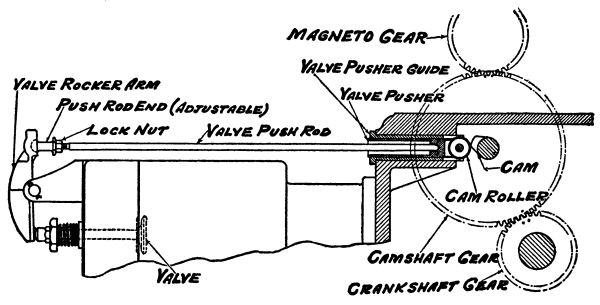 MAGNETO GEAR
VALVE PUSHER GUIDE
VALVE ROCKER ARM
VALVE PUSHER
PUSH ROD END (ADJUSTABLE)
LOCK NUT
VALVE PUSH ROD
CAM
CAM ROLLER
CAMSHAFT GEAR
VALVE
CRANKSHAFT GEAR